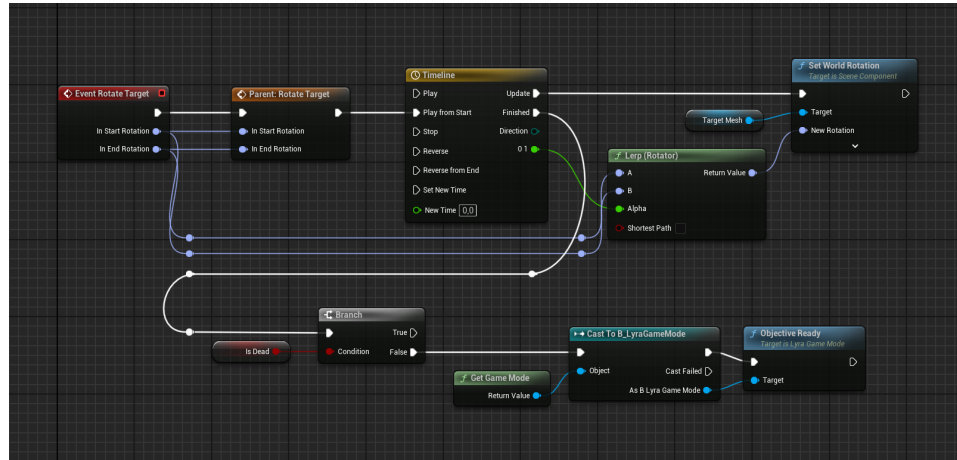 Event Rotate Target
In Start Rotation
In End Rotation
Parent: Rotate Target
In Start Rotation
In End Rotation
Timeline
Play
Update
Play from Start
Finished
Stop
Direction
Reverse
0 1
Reverse from End
Set New Time
New Time 0,0
Target Mesh
Set World Rotation
Target is Scene Component
Target
New Rotation
Lerp (Rotator)
A
Return Value
B
Alpha
Shortest Path
Is Dead
Branch
True
Condition
False
Get Game Mode
Return Value
Cast To B_LyraGameMode
Object
Cast Failed
As B Lyra Game Mode
Objective Ready
Target is Lyra Game Mode
Target